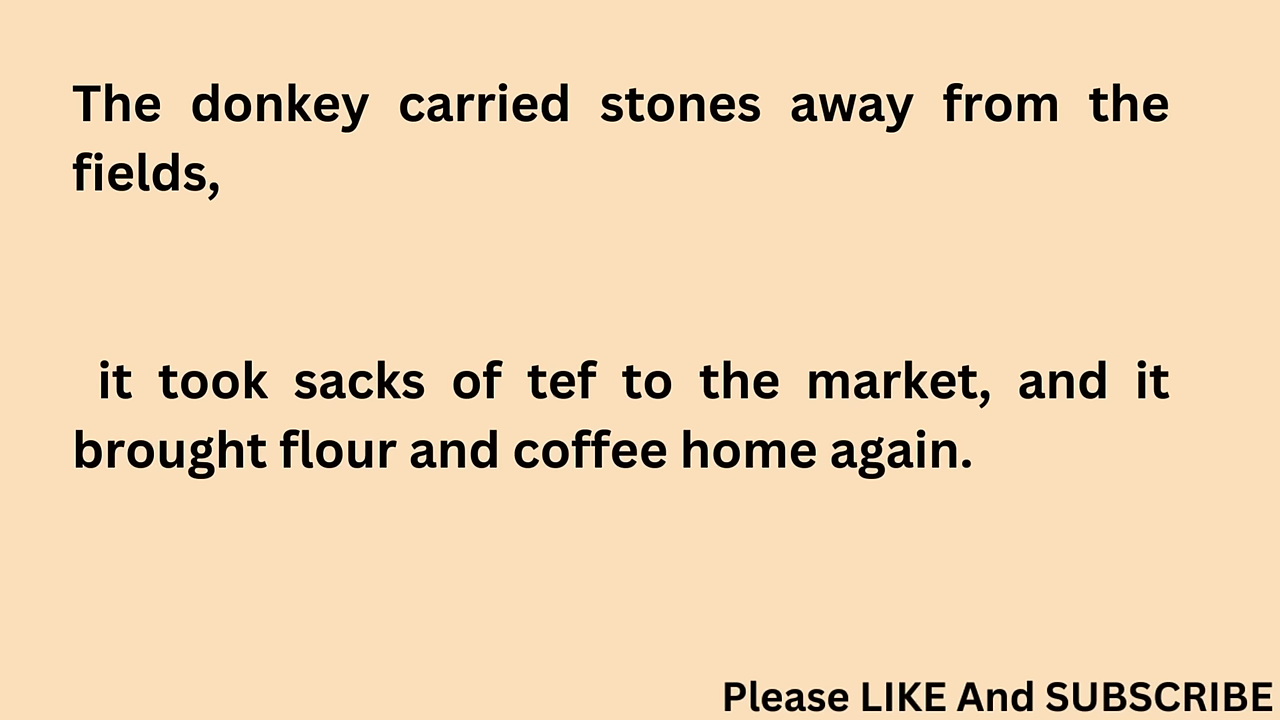 The donkey carried stones away from the
fields,
it took sacks of tef to the market, and it
brought flour and coffee home again.
Please LIKE And SUBSCRIBE